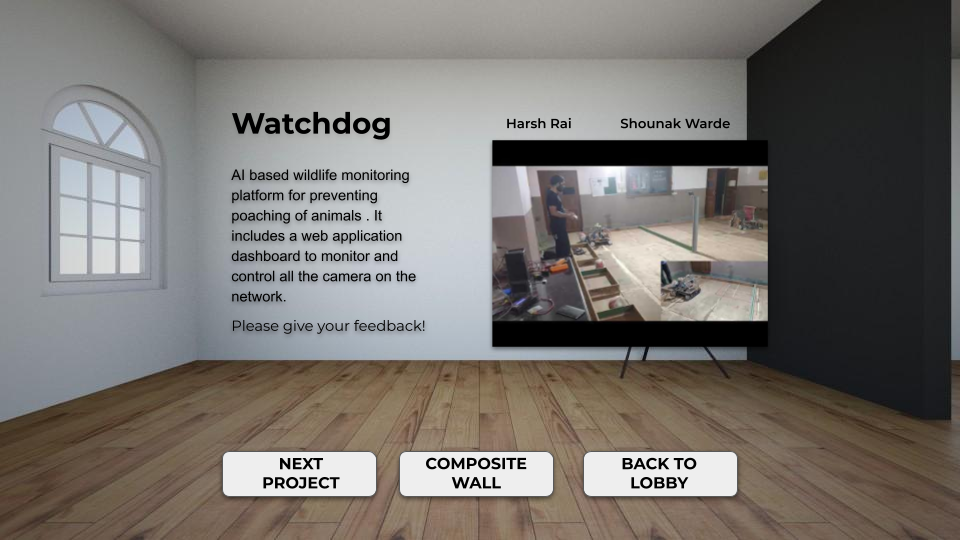 Watchdog
Harsh Rai
Shounak Warde
AI based wildlife monitoring
platform for preventing
poaching of animals . It
includes a web application
dashboard to monitor and
control all the camera on the
network.
Please give your feedback!
NEXT
PROJECT
COMPOSITE
WALL
BACK TO
LOBBY